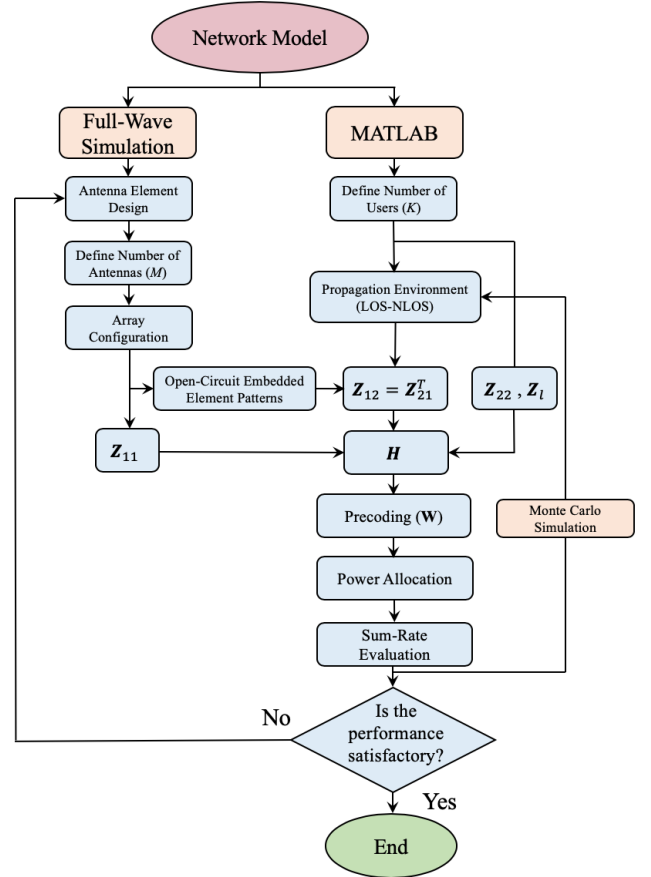 Network Model
Full-Wave
Simulation
MATLAB
Antenna Element
Design
Define Number of
Users (K)
Define Number of
Antennas (M)
Propagation Environment
(LOS-NLOS)
Array
Configuration
Open-Circuit Embedded
Element Patterns
Z₁₂ = Z₂₁ᵀ
Z₂₂ , Zₗ
Z₁₁
H
Precoding (W)
Monte Carlo
Simulation
Power Allocation
Sum-Rate
Evaluation
Is the
performance
satisfactory?
No
Yes
End